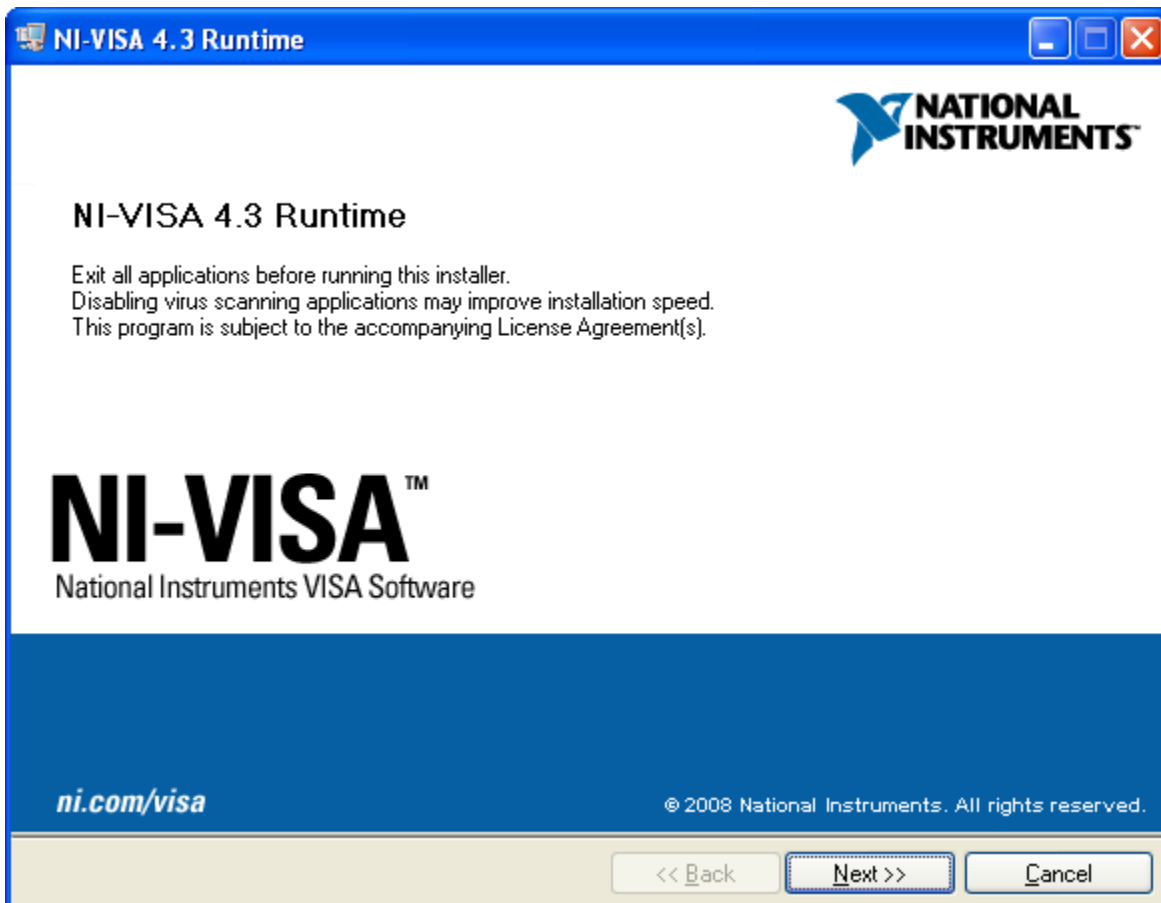 NI-VISA 4.3 Runtime
NATIONAL
INSTRUMENTS™
NI-VISA 4.3 Runtime
Exit all applications before running this installer.
Disabling virus scanning applications may improve installation speed.
This program is subject to the accompanying License Agreement(s).
NI-VISA™
National Instruments VISA Software
ni.com/visa
© 2008 National Instruments. All rights reserved.
<< Back
Next >>
Cancel